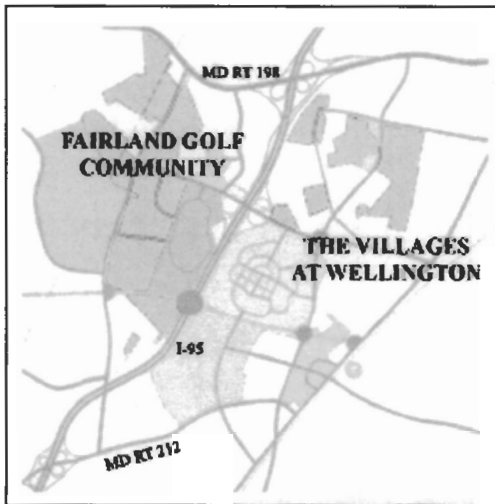 MD RT 198
FAIRLAND GOLF
COMMUNITY
THE VILLAGES
AT WELLINGTON
I-95
MD RT 212